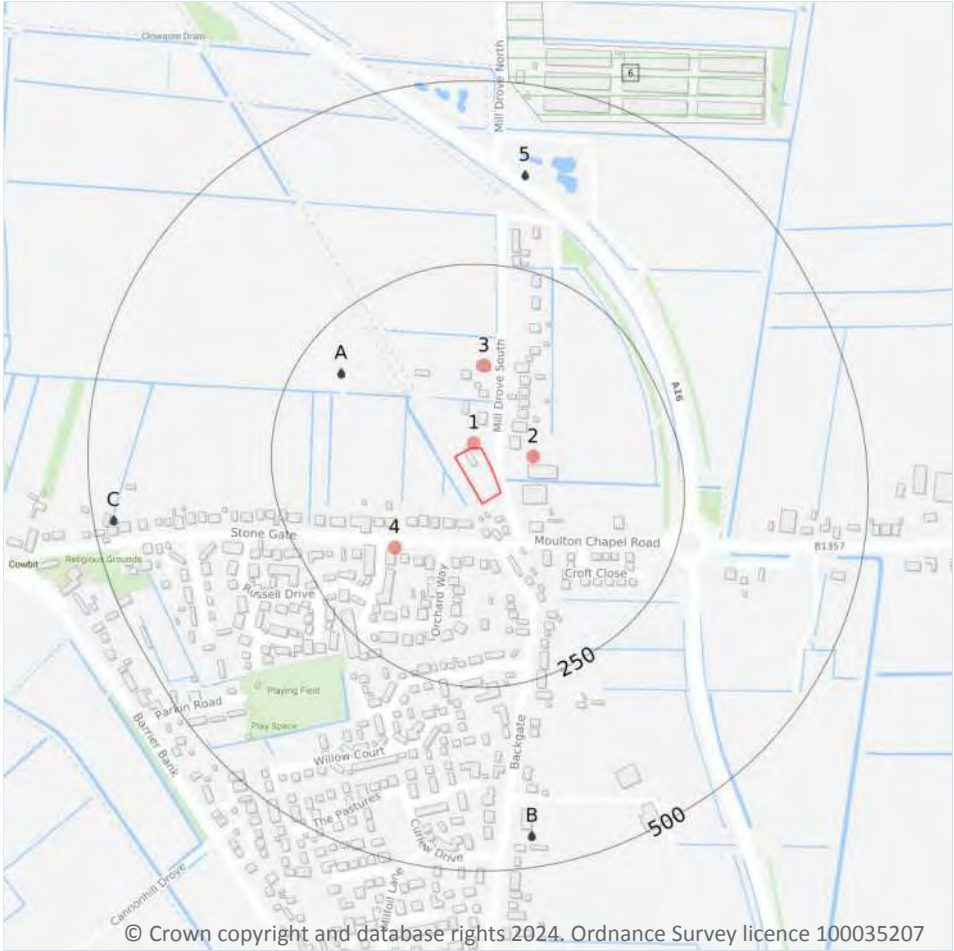 Clowance Drain
Mill Drove North
6
5
A
3
Mill Drove South
A16
1
2
C
4
Stone Gate
Moulton Chapel Road
B1357
Cowbit
Religious Grounds
Croft Close
Russell Drive
Orchard Way
250
Playing Field
Parkin Road
Play Space
Barrier Bank
Backgate
Willow Court
The Pastures
B
500
Curlew Drive
Cannonhill Drove
Milfoil Lane
© Crown copyright and database rights 2024. Ordnance Survey licence 100035207